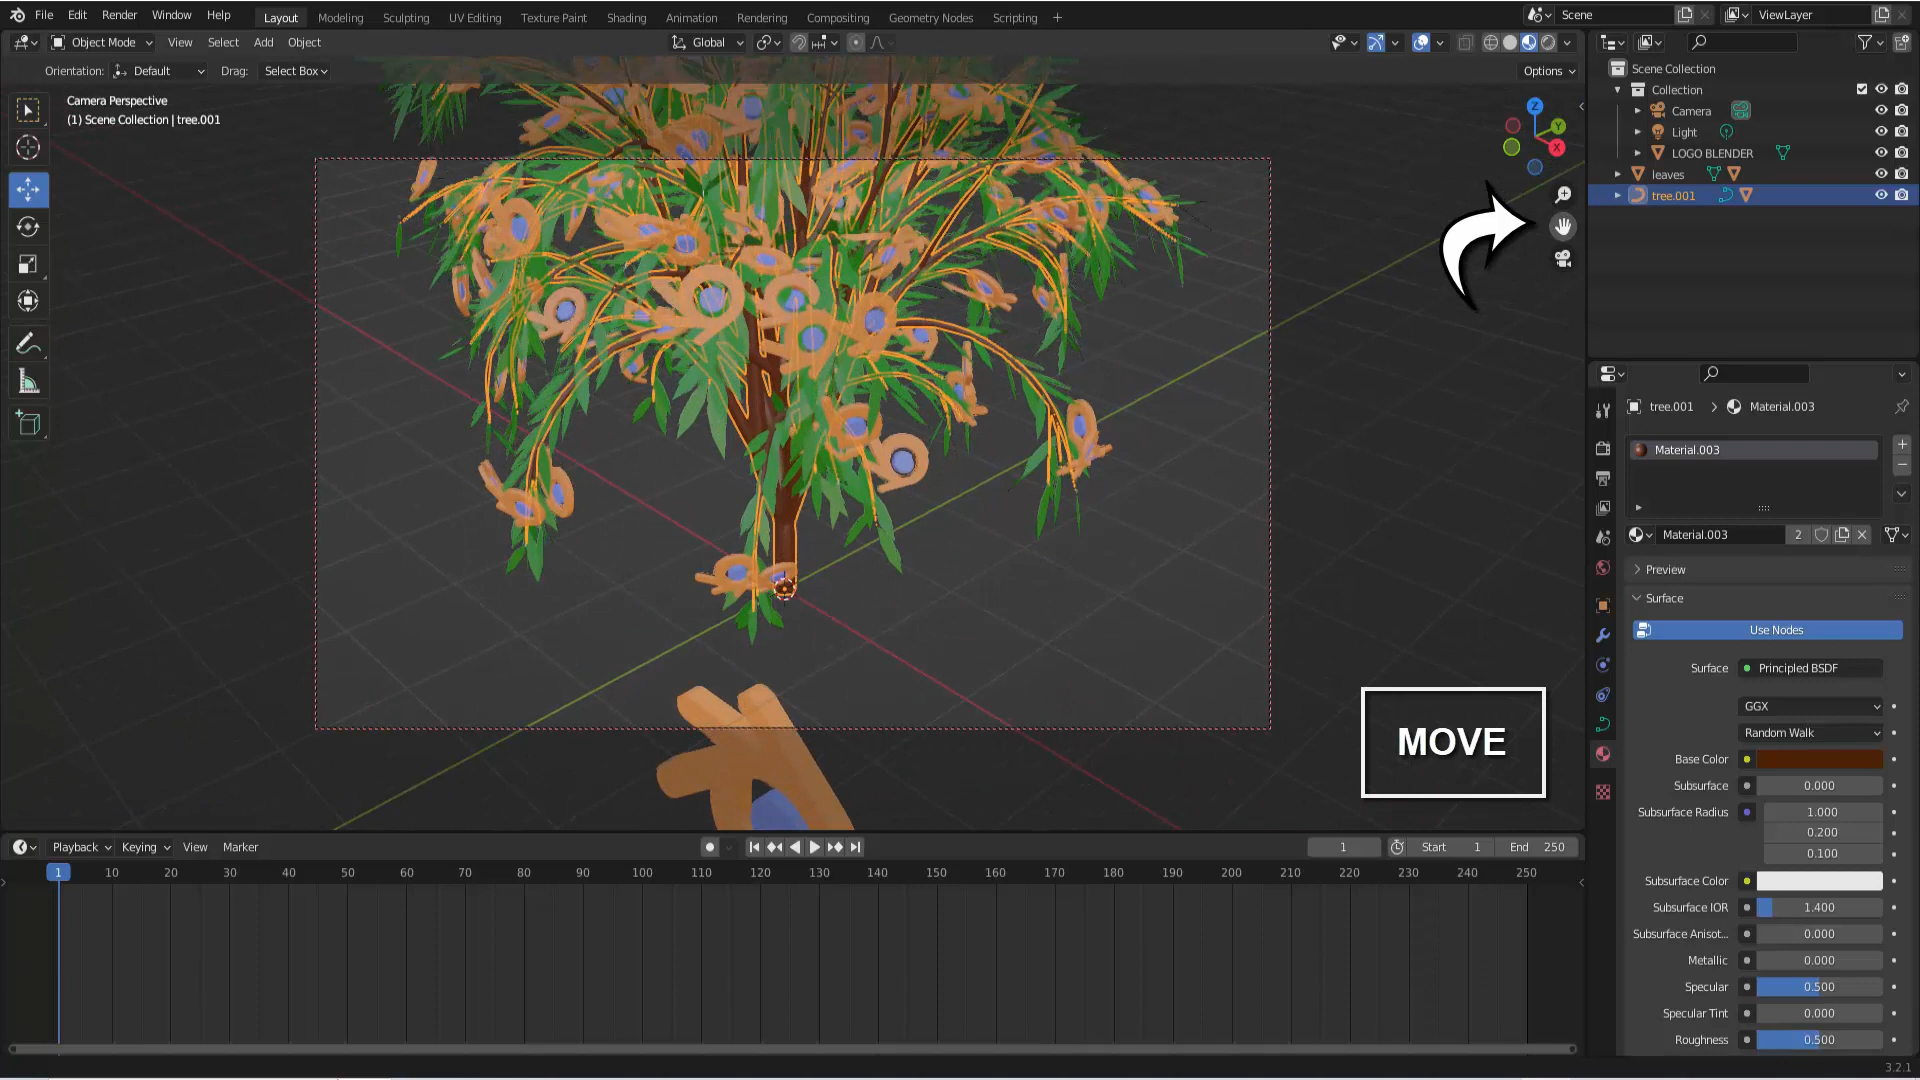 File Edit Render Window Help Layout Modeling Sculpting UV Editing Texture Paint Shading Animation Rendering Compositing Geometry Nodes Scripting + Scene ViewLayer
Object Mode View Select Add Object Global
Orientation: Default Drag: Select Box Options
Camera Perspective
(1) Scene Collection | tree.001
Z
Y
X
MOVE
Scene Collection
Collection
Camera
Light
LOGO BLENDER
leaves
tree.001
tree.001 > Material.003
Material.003
Material.003 2
Preview
Surface
Use Nodes
Surface Principled BSDF
GGX
Random Walk
Base Color
Subsurface 0.000
Subsurface Radius 1.000
0.200
0.100
Subsurface Color
Subsurface IOR 1.400
Subsurface Anisot... 0.000
Metallic 0.000
Specular 0.500
Specular Tint 0.000
Roughness 0.500
Playback Keying View Marker 1 Start 1 End 250
1 10 20 30 40 50 60 70 80 90 100 110 120 130 140 150 160 170 180 190 200 210 220 230 240 250
3.2.1